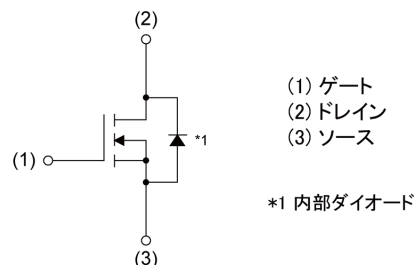 (2)
(1) ゲート
(2) ドレイン
(3) ソース
*1
(1)
*1 内部ダイオード
(3)